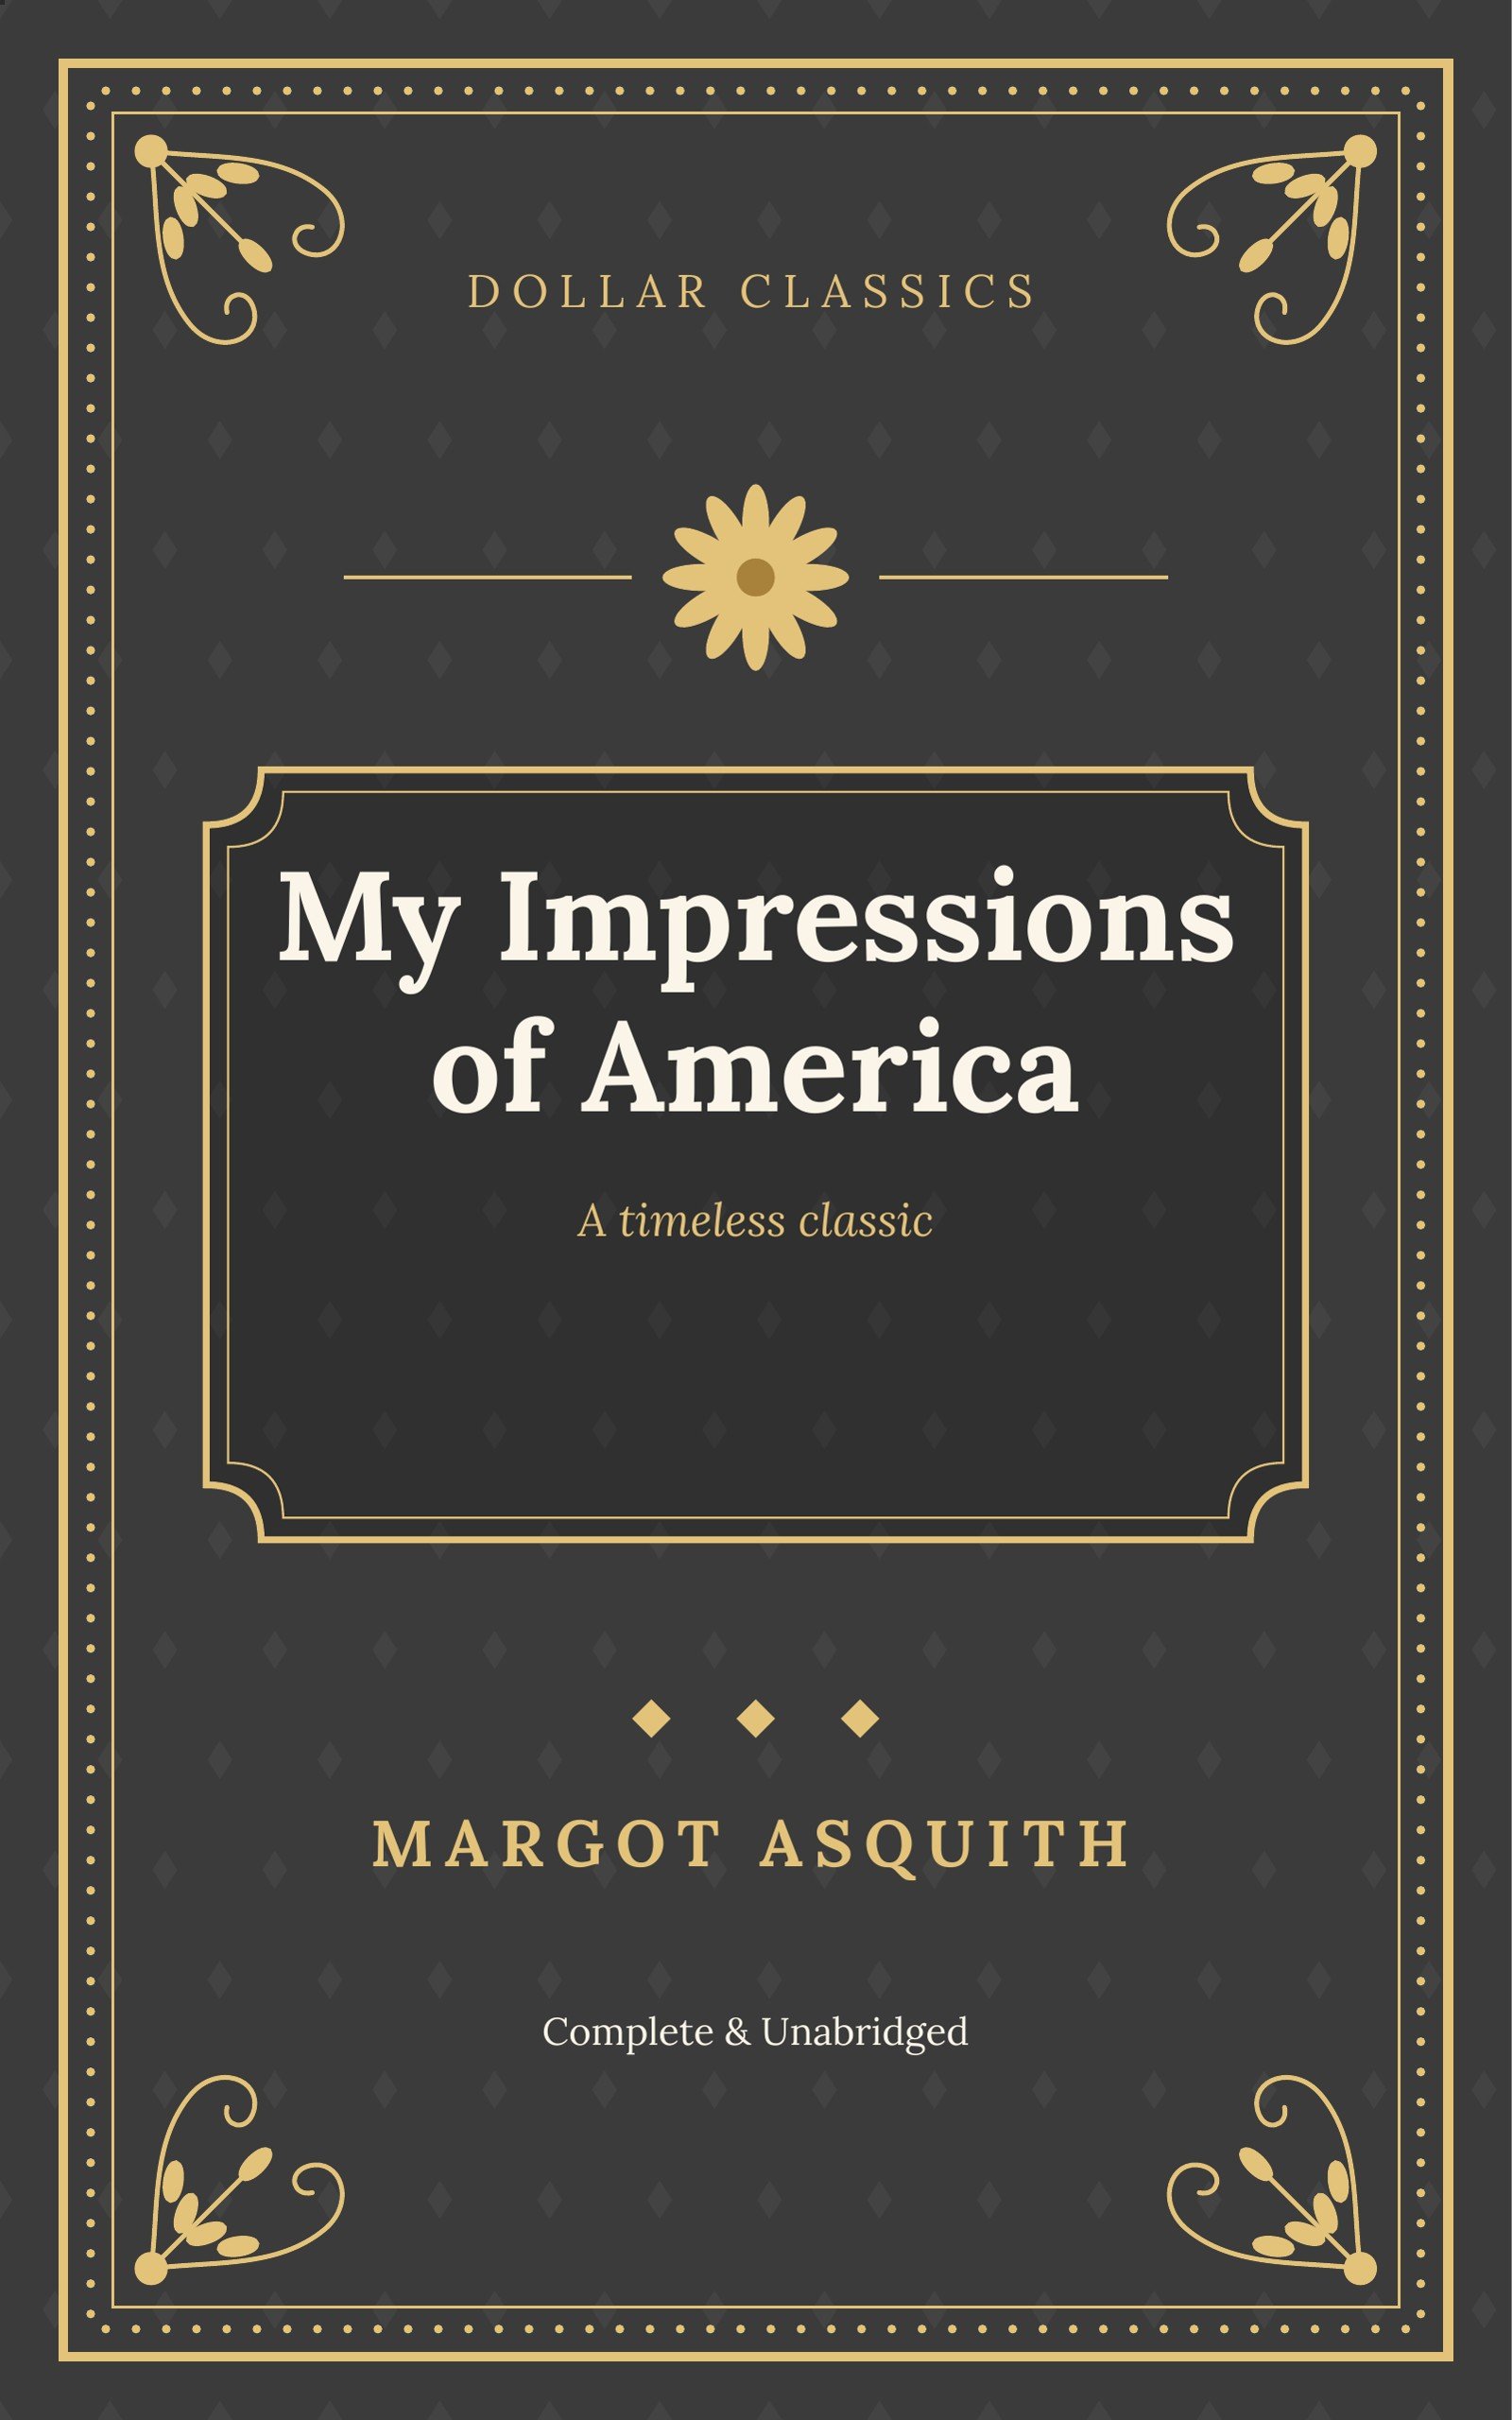 DOLLAR CLASSICS
My Impressions
of America
A timeless classic
MARGOT ASQUITH
Complete & Unabridged